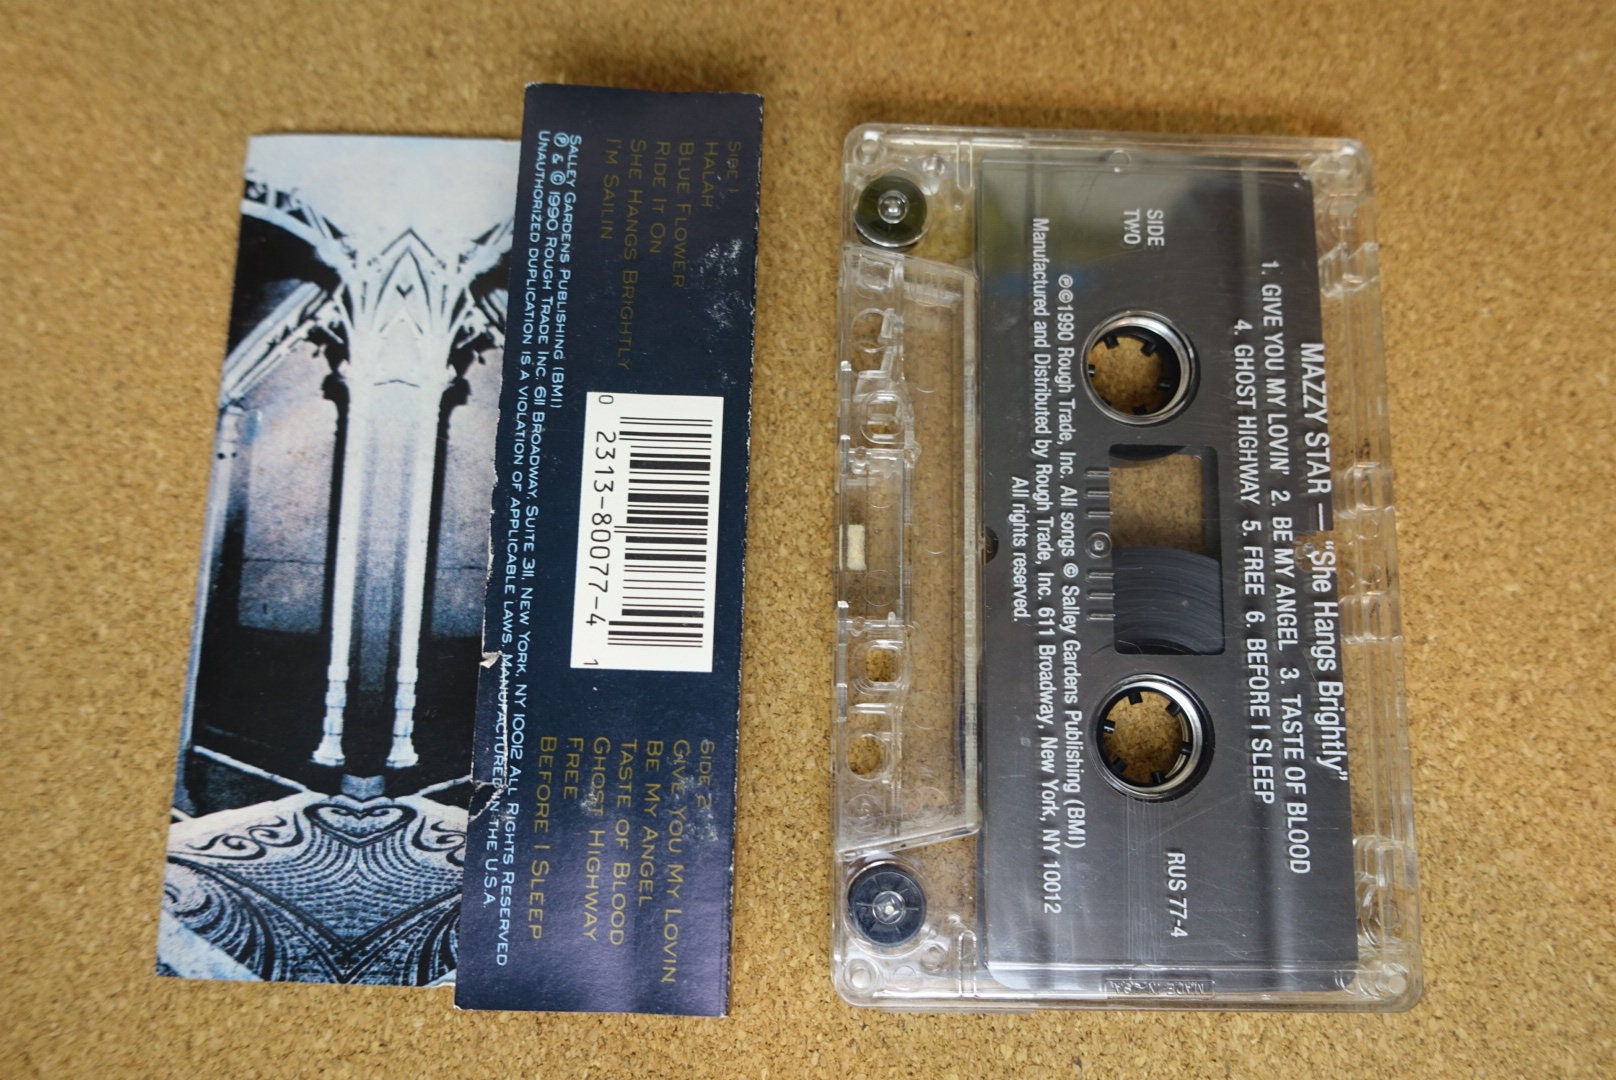 SIDE 1
HALAH
BLUE FLOWER
RIDE IT ON
SHE HANGS BRIGHTLY
I'M SAILIN
SALLEY GARDENS PUBLISHING (BMI)
℗ & © 1990 ROUGH TRADE INC. 611 BROADWAY, SUITE 311, NEW YORK, NY 10012 ALL RIGHTS RESERVED
UNAUTHORIZED DUPLICATION IS A VIOLATION OF APPLICABLE LAWS. MANUFACTURED IN THE U.S.A.
0 2313-80077-4 1
SIDE 2
GIVE YOU MY LOVIN
BE MY ANGEL
TASTE OF BLOOD
GHOST HIGHWAY
FREE
BEFORE I SLEEP
MAZZY STAR — "She Hangs Brightly"
1. GIVE YOU MY LOVIN' 2. BE MY ANGEL 3. TASTE OF BLOOD
4. GHOST HIGHWAY 5. FREE 6. BEFORE I SLEEP
SIDE
TWO
RUS 77-4
℗©1990 Rough Trade, Inc. All songs © Salley Gardens Publishing (BMI)
Manufactured and Distributed by Rough Trade, Inc. 611 Broadway, New York, NY 10012
All rights reserved.
MADE IN